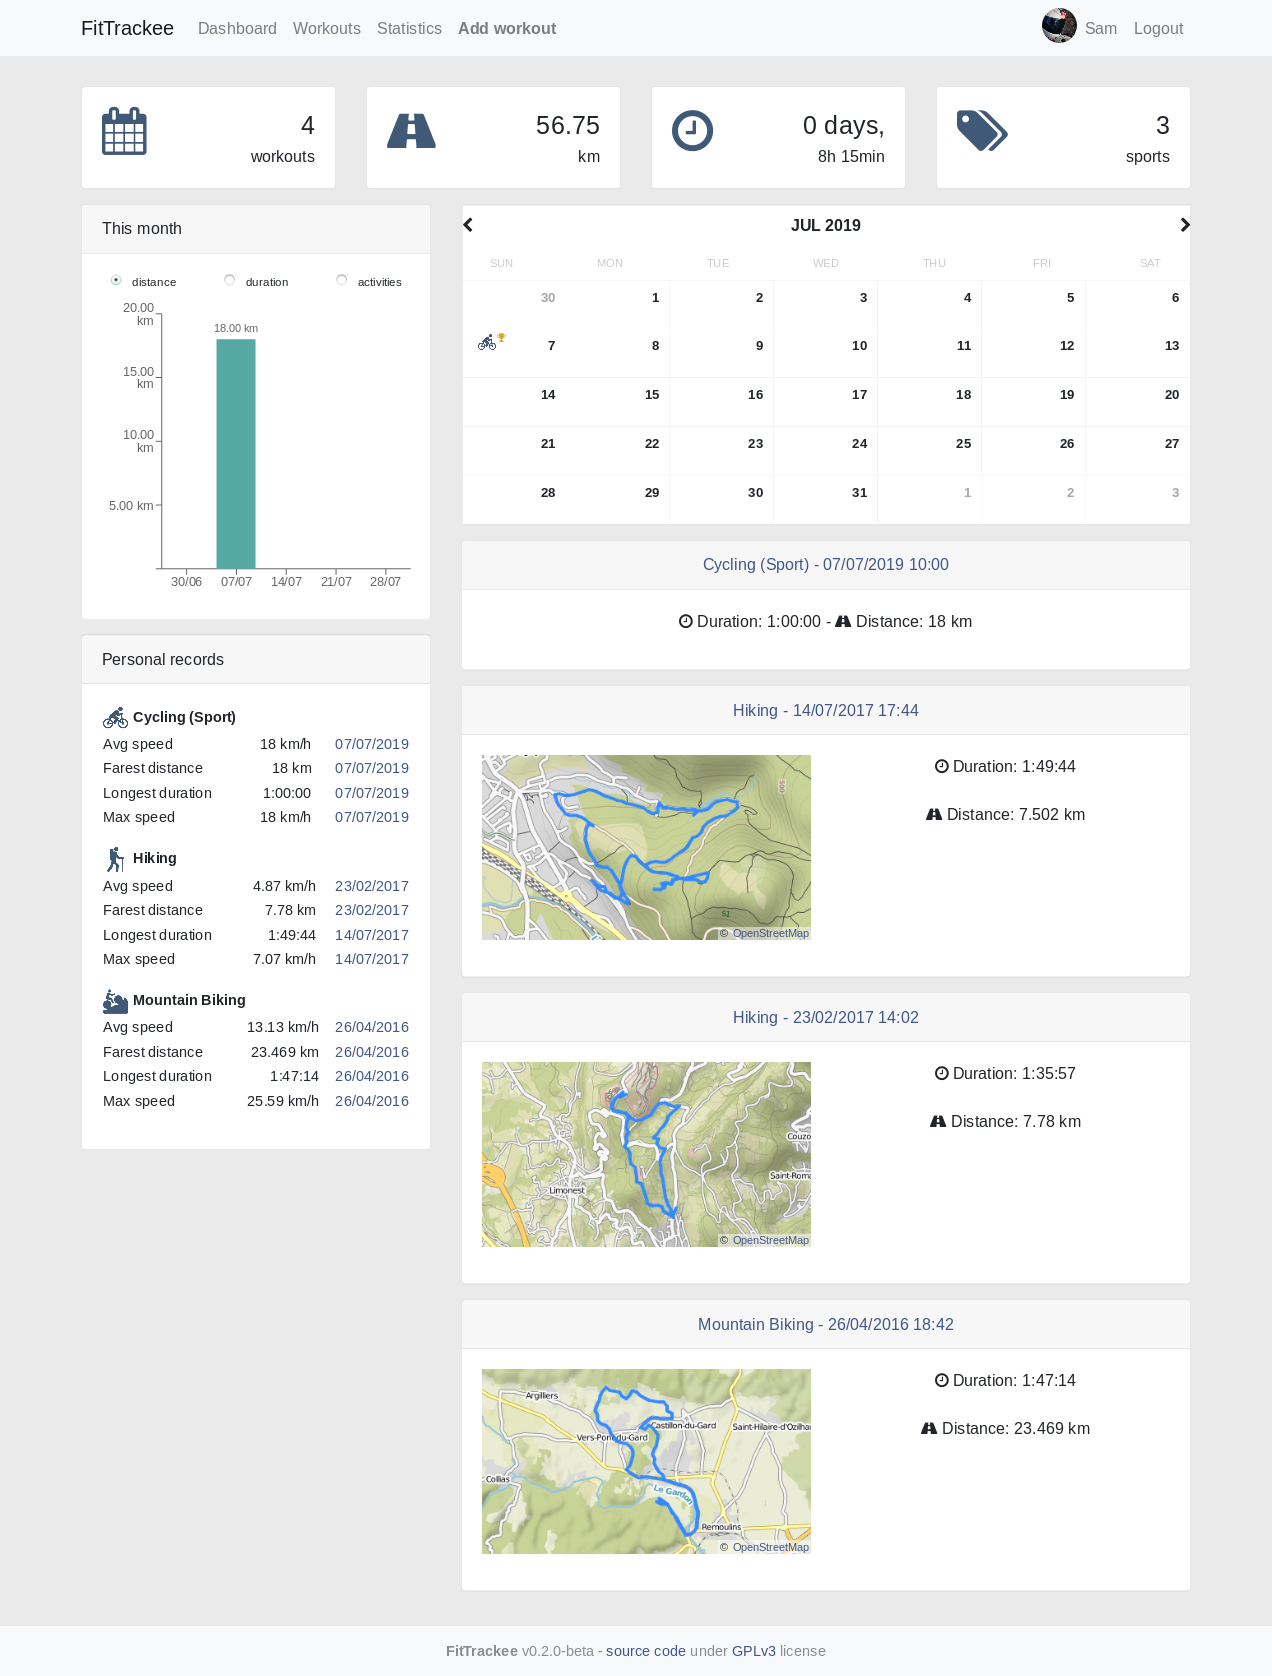 FitTrackee Dashboard Workouts Statistics Add workout Sam Logout
4
workouts
56.75
km
0 days,
8h 15min
3
sports
This month
distance duration activities
20.00
km
15.00
km
10.00
km
5.00 km
18.00 km
30/06 07/07 14/07 21/07 28/07
Personal records
Cycling (Sport)
Avg speed 18 km/h 07/07/2019
Farest distance 18 km 07/07/2019
Longest duration 1:00:00 07/07/2019
Max speed 18 km/h 07/07/2019
Hiking
Avg speed 4.87 km/h 23/02/2017
Farest distance 7.78 km 23/02/2017
Longest duration 1:49:44 14/07/2017
Max speed 7.07 km/h 14/07/2017
Mountain Biking
Avg speed 13.13 km/h 26/04/2016
Farest distance 23.469 km 26/04/2016
Longest duration 1:47:14 26/04/2016
Max speed 25.59 km/h 26/04/2016
JUL 2019
SUN MON TUE WED THU FRI SAT
30 1 2 3 4 5 6
7 8 9 10 11 12 13
14 15 16 17 18 19 20
21 22 23 24 25 26 27
28 29 30 31 1 2 3
Cycling (Sport) - 07/07/2019 10:00
Duration: 1:00:00 - Distance: 18 km
Hiking - 14/07/2017 17:44
© OpenStreetMap
Duration: 1:49:44
Distance: 7.502 km
Hiking - 23/02/2017 14:02
Couzo
Saint-Roma
Limonest
© OpenStreetMap
Duration: 1:35:57
Distance: 7.78 km
Mountain Biking - 26/04/2016 18:42
Argilliers
Castillon-du-Gard
Saint-Hilaire-d'Ozilhan
Vers-Pont-du-Gard
Collias
Le Gardon
Remoulins
© OpenStreetMap
Duration: 1:47:14
Distance: 23.469 km
FitTrackee v0.2.0-beta - source code under GPLv3 license